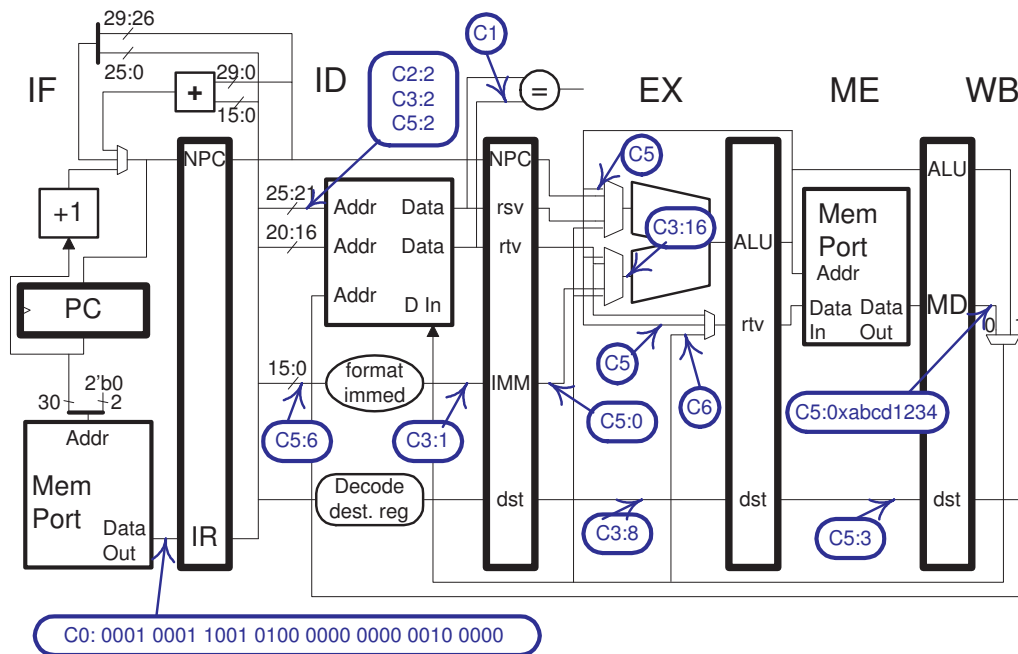 29:26
25:0
29:0
15:0
+
IF
ID
EX
ME
WB
C1
C2:2
C3:2
C5:2
=
NPC
NPC
C5
ALU
+1
25:21
Addr
Data
rsv
20:16
Addr
Data
rtv
C3:16
ALU
Mem
Port
Addr
PC
Addr
D In
rtv
Data
In
Data
Out
MD
0
1
15:0
format
immed
IMM
C5
C6
30
2'b0
2
C5:6
C3:1
C5:0
C5:0xabcd1234
Addr
Mem
Port
Data
Out
IR
Decode
dest. reg
dst
dst
dst
C3:8
C5:3
C0: 0001 0001 1001 0100 0000 0000 0010 0000